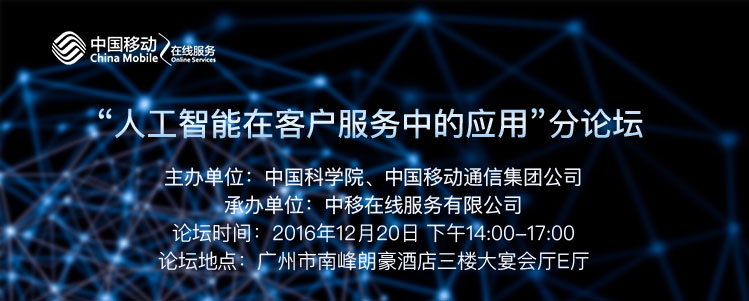 中国移动 在线服务
China Mobile Online Services
“人工智能在客户服务中的应用”分论坛
主办单位：中国科学院、中国移动通信集团公司
承办单位：中移在线服务有限公司
论坛时间：2016年12月20日 下午14:00-17:00
论坛地点：广州市南峰朗豪酒店三楼大宴会厅E厅